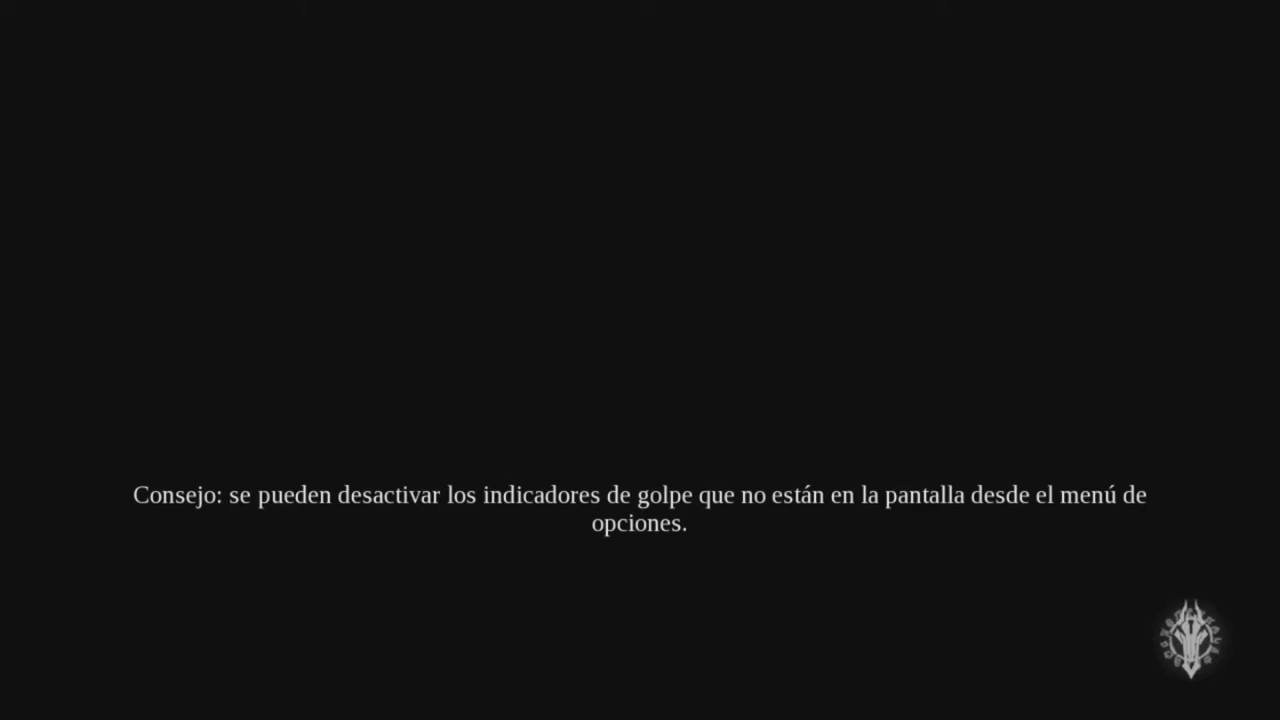 Consejo: se pueden desactivar los indicadores de golpe que no están en la pantalla desde el menú de
opciones.